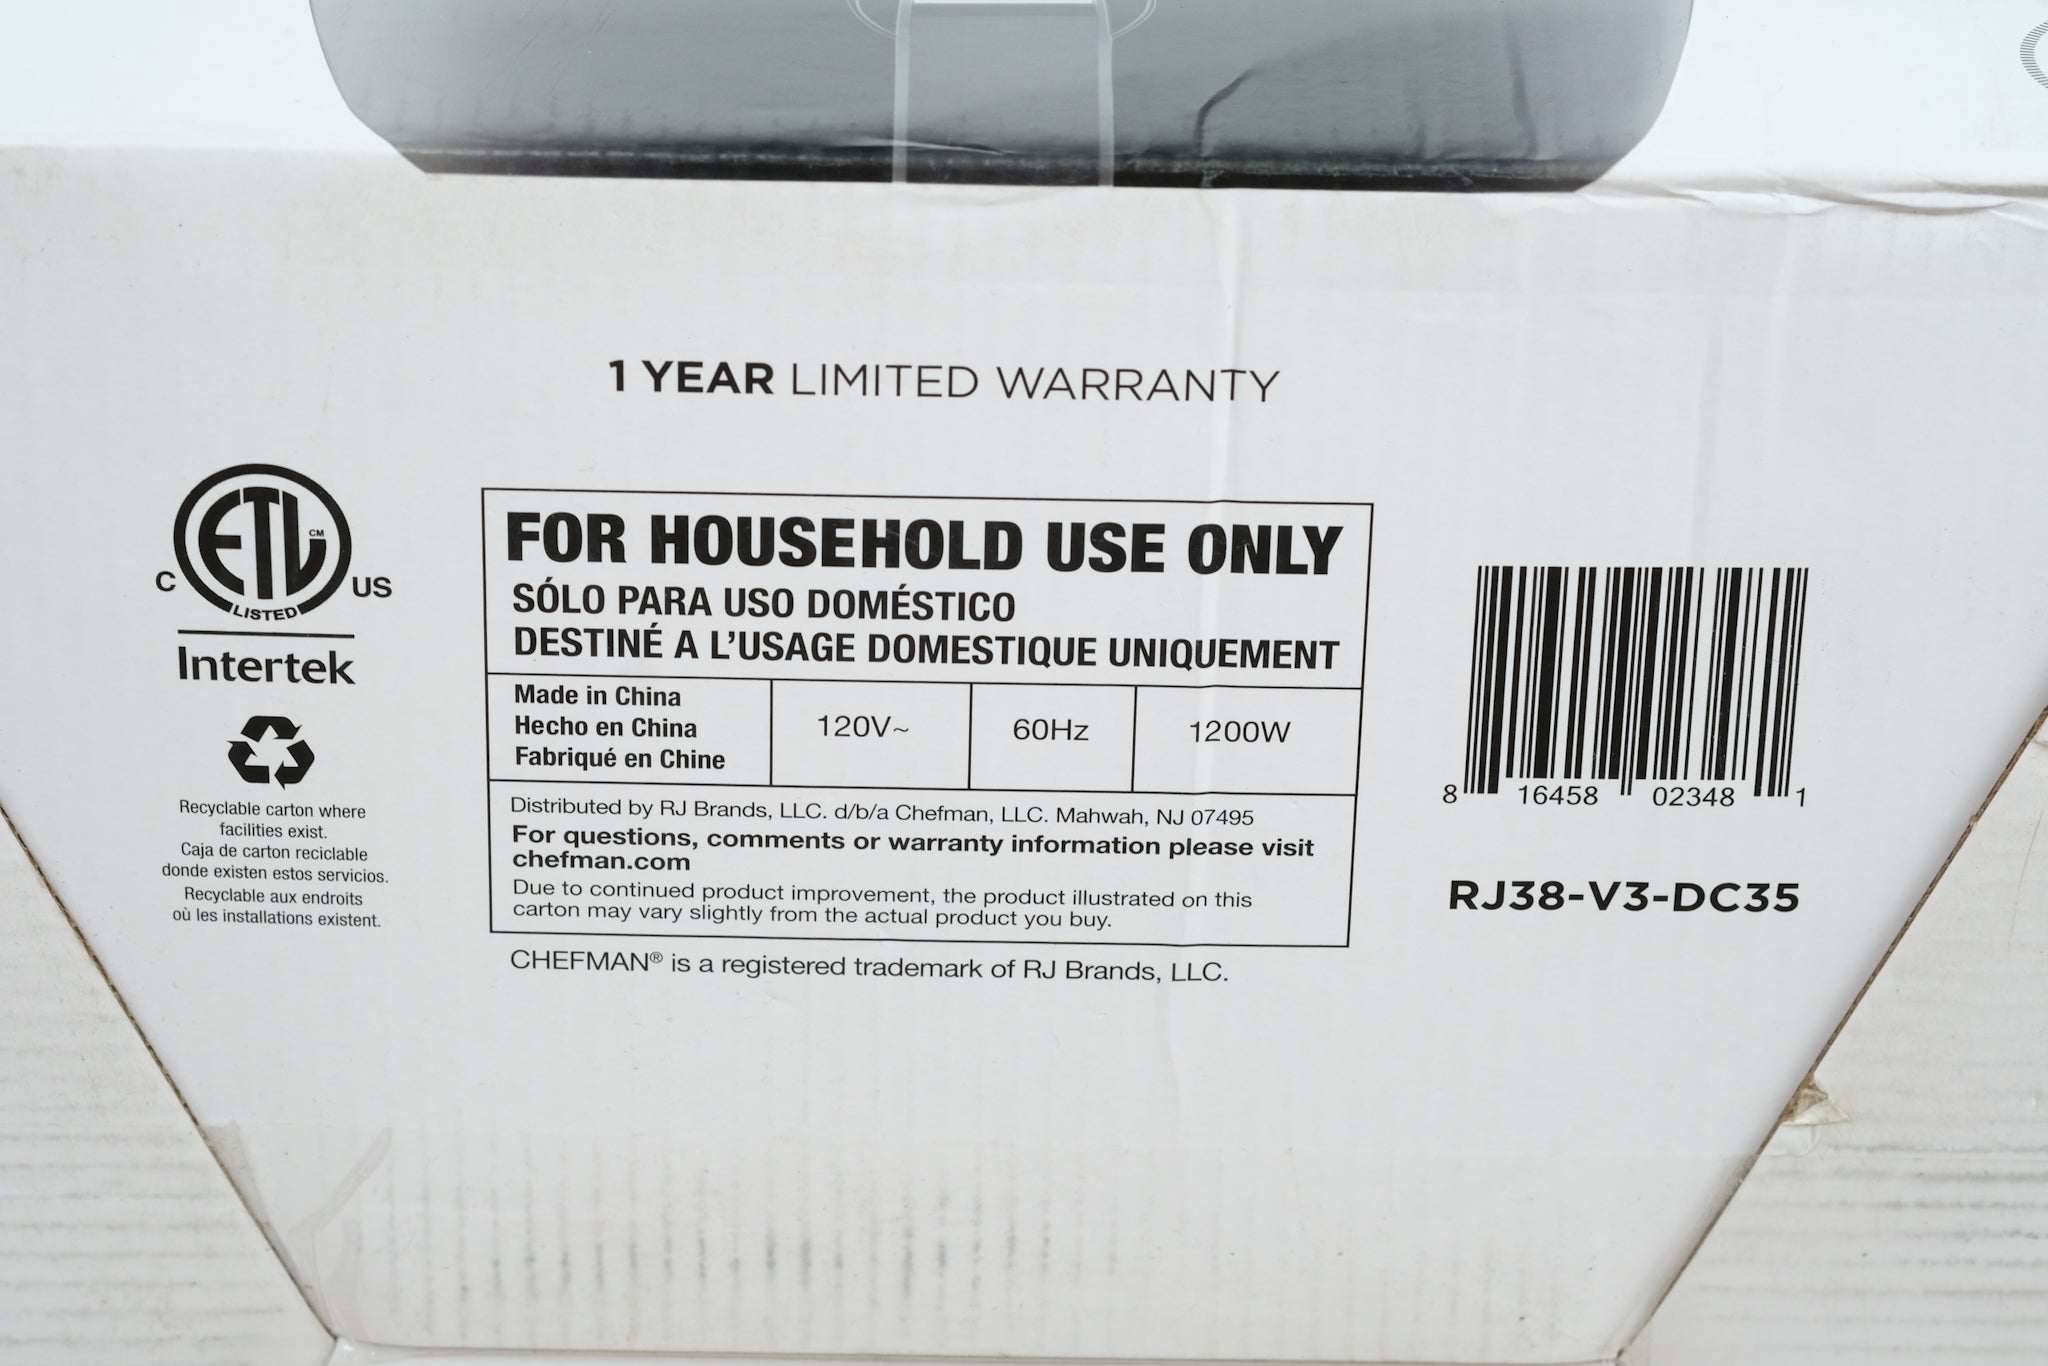 1 YEAR LIMITED WARRANTY
ETL CM
C US
LISTED
Intertek
Recyclable carton where
facilities exist.
Caja de carton reciclable
donde existen estos servicios.
Recyclable aux endroits
où les installations existent.
FOR HOUSEHOLD USE ONLY
SÓLO PARA USO DOMÉSTICO
DESTINÉ A L'USAGE DOMESTIQUE UNIQUEMENT
Made in China
Hecho en China
Fabriqué en Chine
120V~
60Hz
1200W
Distributed by RJ Brands, LLC. d/b/a Chefman, LLC. Mahwah, NJ 07495
For questions, comments or warranty information please visit
chefman.com
Due to continued product improvement, the product illustrated on this
carton may vary slightly from the actual product you buy.
CHEFMAN® is a registered trademark of RJ Brands, LLC.
8 16458 02348 1
RJ38-V3-DC35